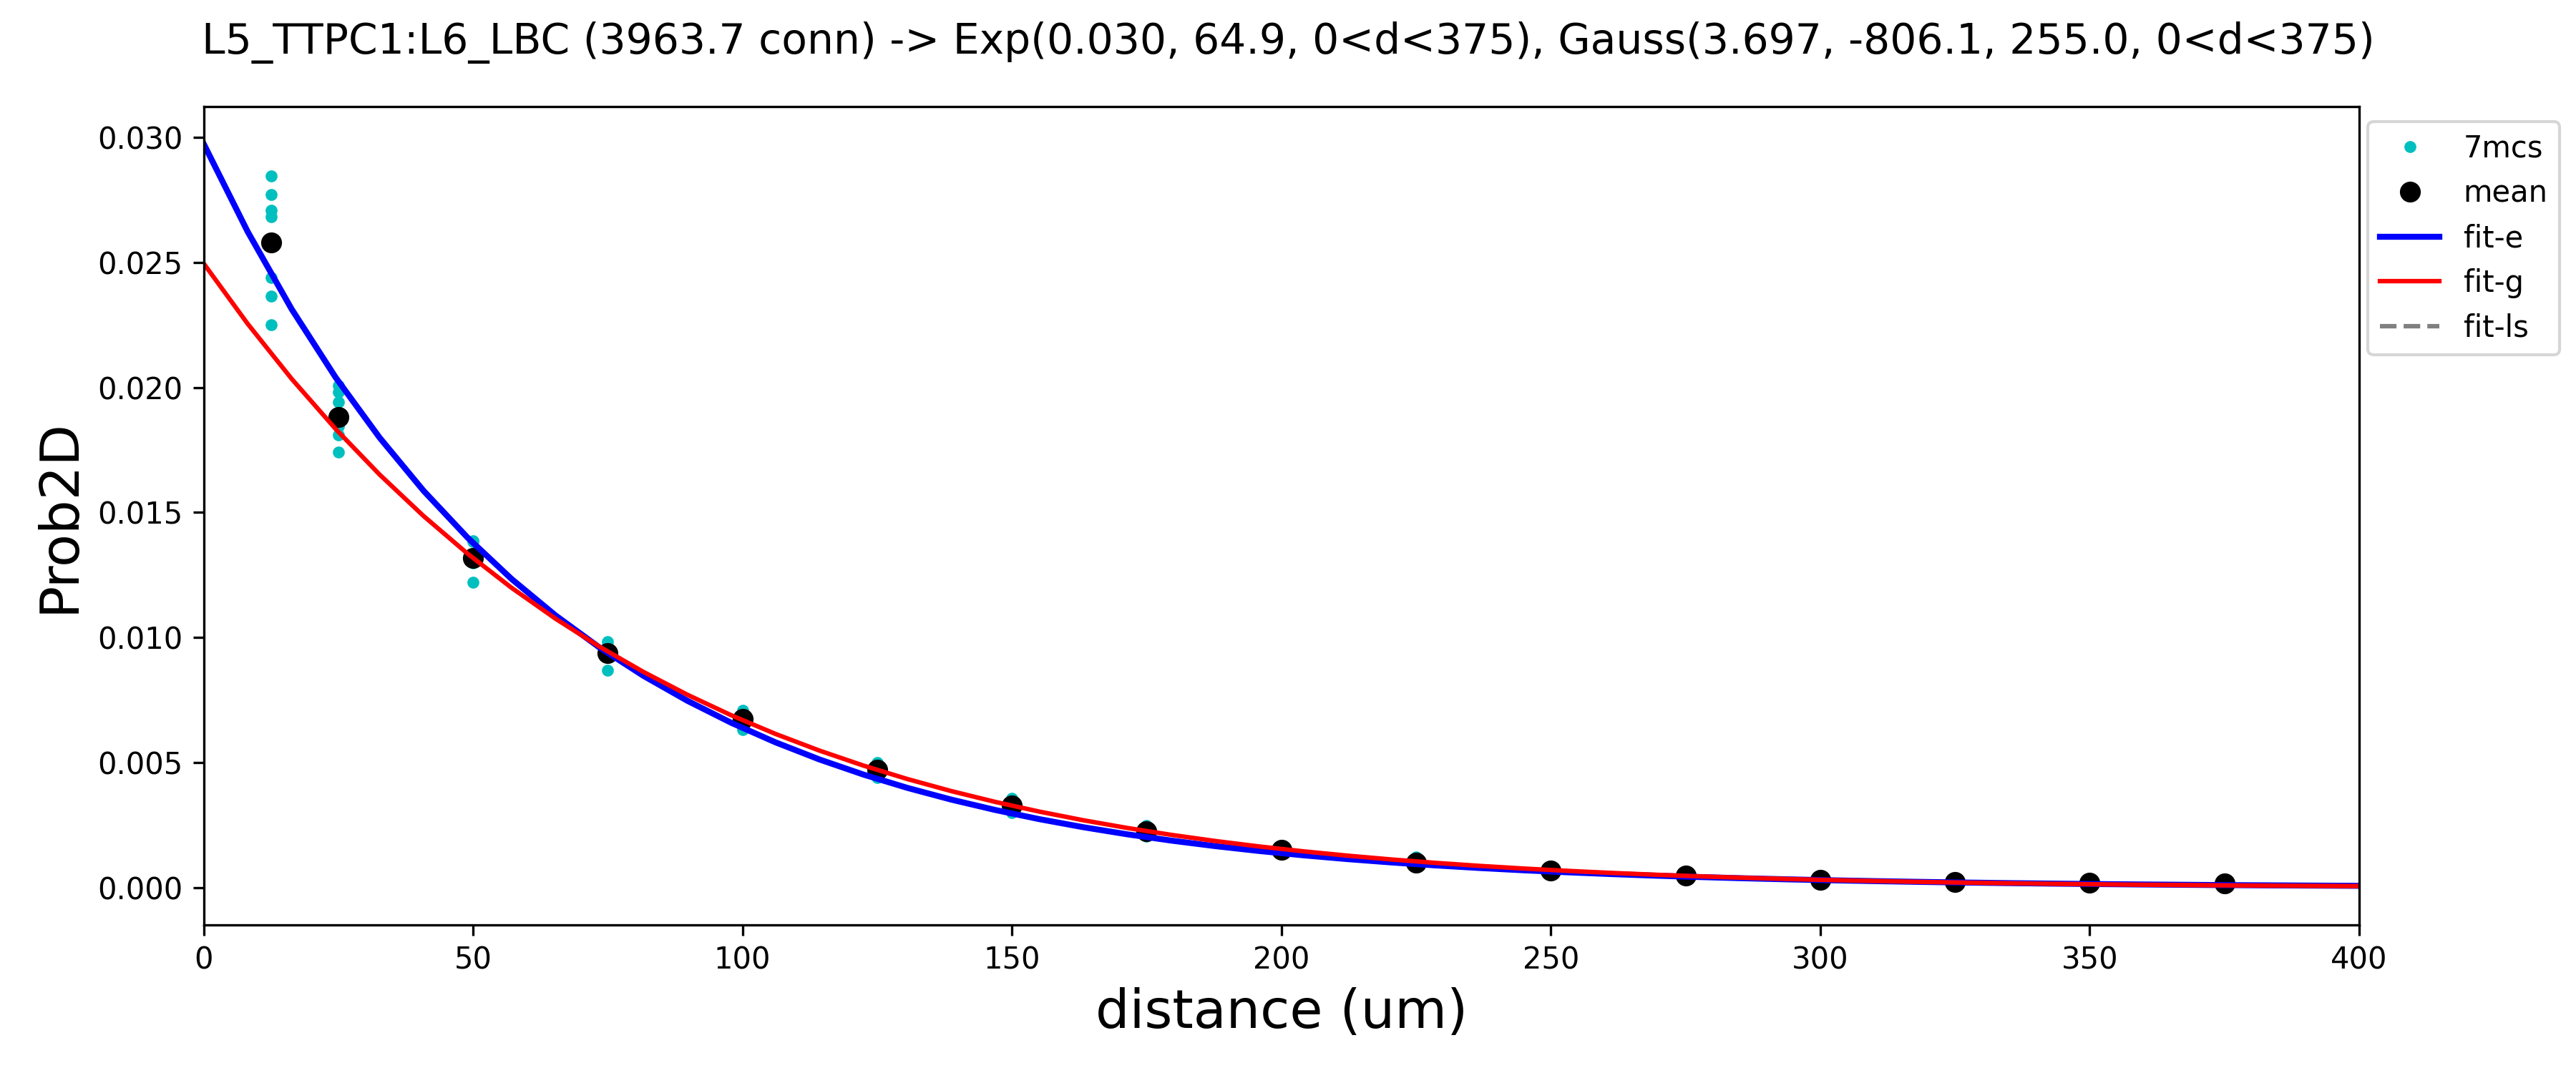 L5_TTPC1:L6_LBC (3963.7 conn) -> Exp(0.030, 64.9, 0<d<375), Gauss(3.697, -806.1, 255.0, 0<d<375)
Prob2D
0.030
0.025
0.020
0.015
0.010
0.005
0.000
0 50 100 150 200 250 300 350 400
distance (um)
7mcs
mean
fit-e
fit-g
fit-ls